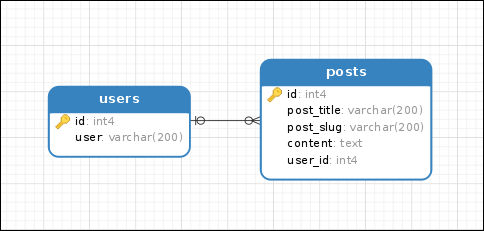 users
id: int4
user: varchar(200)
posts
id: int4
post_title: varchar(200)
post_slug: varchar(200)
content: text
user_id: int4